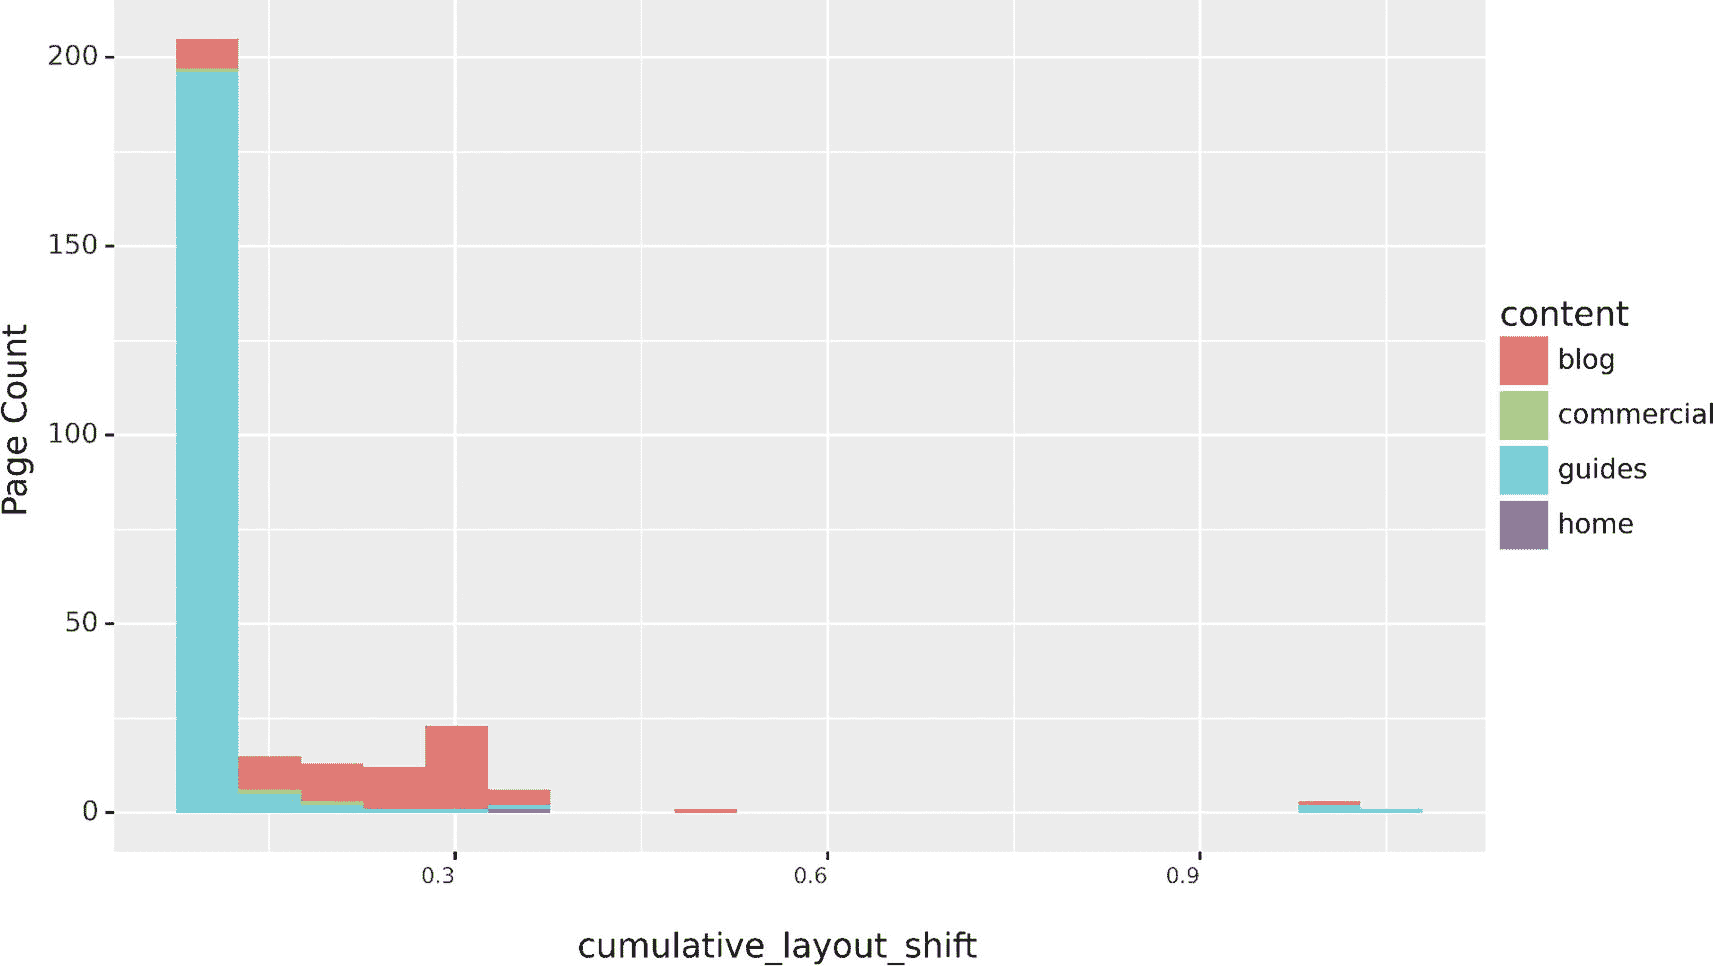 200
150
100
50
0
Page Count
0.3
0.6
0.9
cumulative_layout_shift
content
blog
commercial
guides
home